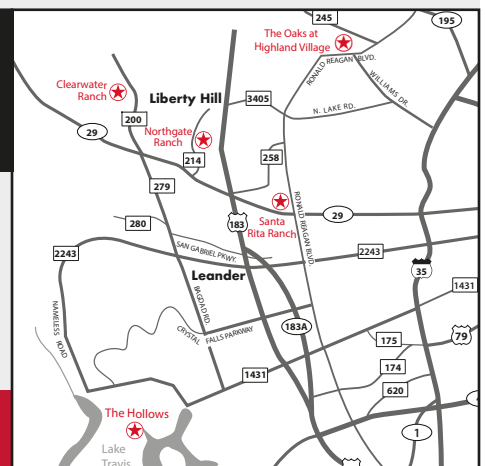 245
195
The Oaks at
Highland Village
RONALD REAGAN BLVD.
WILLIAMS DR.
Clearwater
Ranch
Liberty Hill
3405
N. LAKE RD.
200
29
Northgate
Ranch
214
258
279
RONALD REAGAN BLVD.
Santa
Rita Ranch
29
280
183
SAN GABRIEL PKWY.
2243
2243
Leander
35
1431
BAGDAD RD.
NAMELESS ROAD
CRYSTAL FALLS PARKWAY
183A
79
175
174
1431
620
The Hollows
1
Lake
Travis